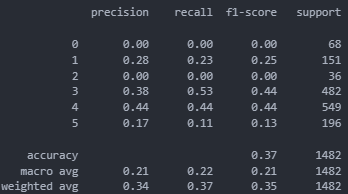 precision recall f1-score support
0 0.00 0.00 0.00 68
1 0.28 0.23 0.25 151
2 0.00 0.00 0.00 36
3 0.38 0.53 0.44 482
4 0.44 0.44 0.44 549
5 0.17 0.11 0.13 196
accuracy 0.37 1482
macro avg 0.21 0.22 0.21 1482
weighted avg 0.34 0.37 0.35 1482